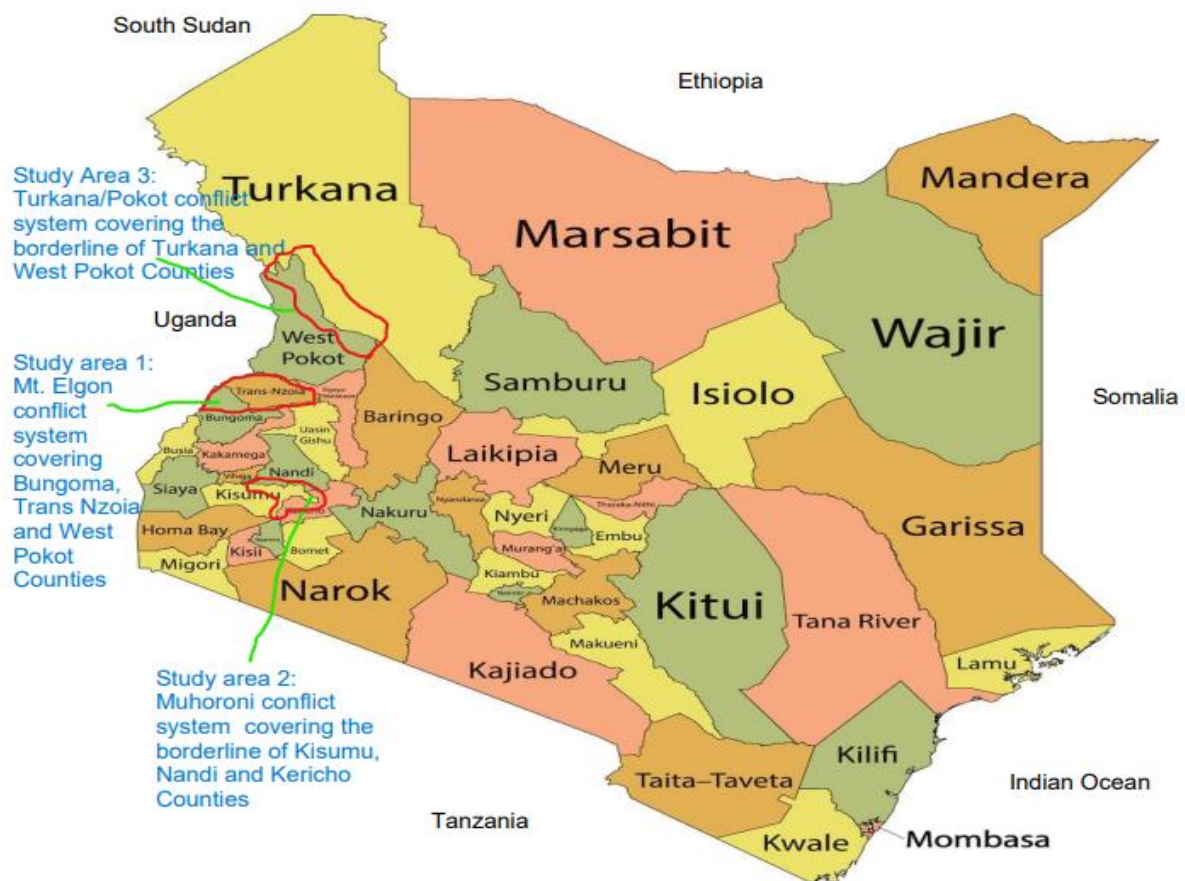 South Sudan
Ethiopia
Mandera
Study Area 3:
Turkana/Pokot conflict
system covering the
borderline of Turkana and
West Pokot Counties
Turkana
Marsabit
Wajir
Uganda
West
Pokot
Samburu
Isiolo
Somalia
Study area 1:
Mt. Elgon
conflict
system
covering
Bungoma,
Trans Nzoia
and West
Pokot
Counties
Trans-Nzoia
Bungoma
Uasin
Gishu
Baringo
Busia
Kakamega
Laikipia
Meru
Nandi
Vihiga
Siaya
Kisumu
Nakuru
Nyandarua
Nyeri
Tharaka-Nithi
Embu
Garissa
Homa Bay
Kisii
Bomet
Murang'a
Migori
Kiambu
Narok
Machakos
Kitui
Tana River
Makueni
Lamu
Kajiado
Study area 2:
Muhoroni conflict
system covering the
borderline of Kisumu,
Nandi and Kericho
Counties
Kilifi
Taita–Taveta
Indian Ocean
Tanzania
Kwale
Mombasa